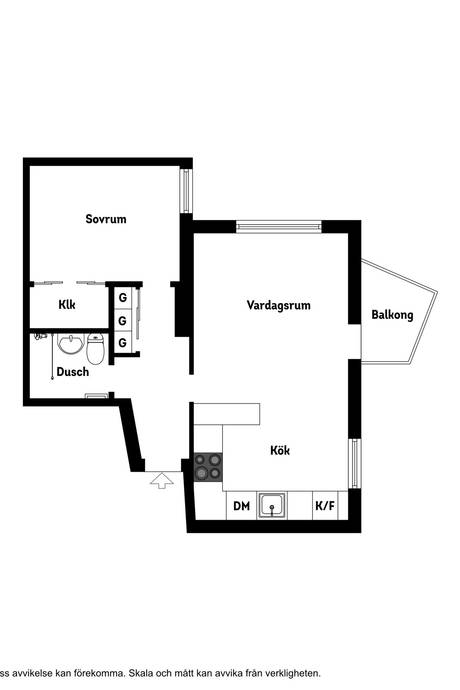 Sovrum
Klk
G
G
G
Vardagsrum
Balkong
Dusch
Kök
DM
K/F
ss avvikelse kan förekomma. Skala och mått kan avvika från verkligheten.